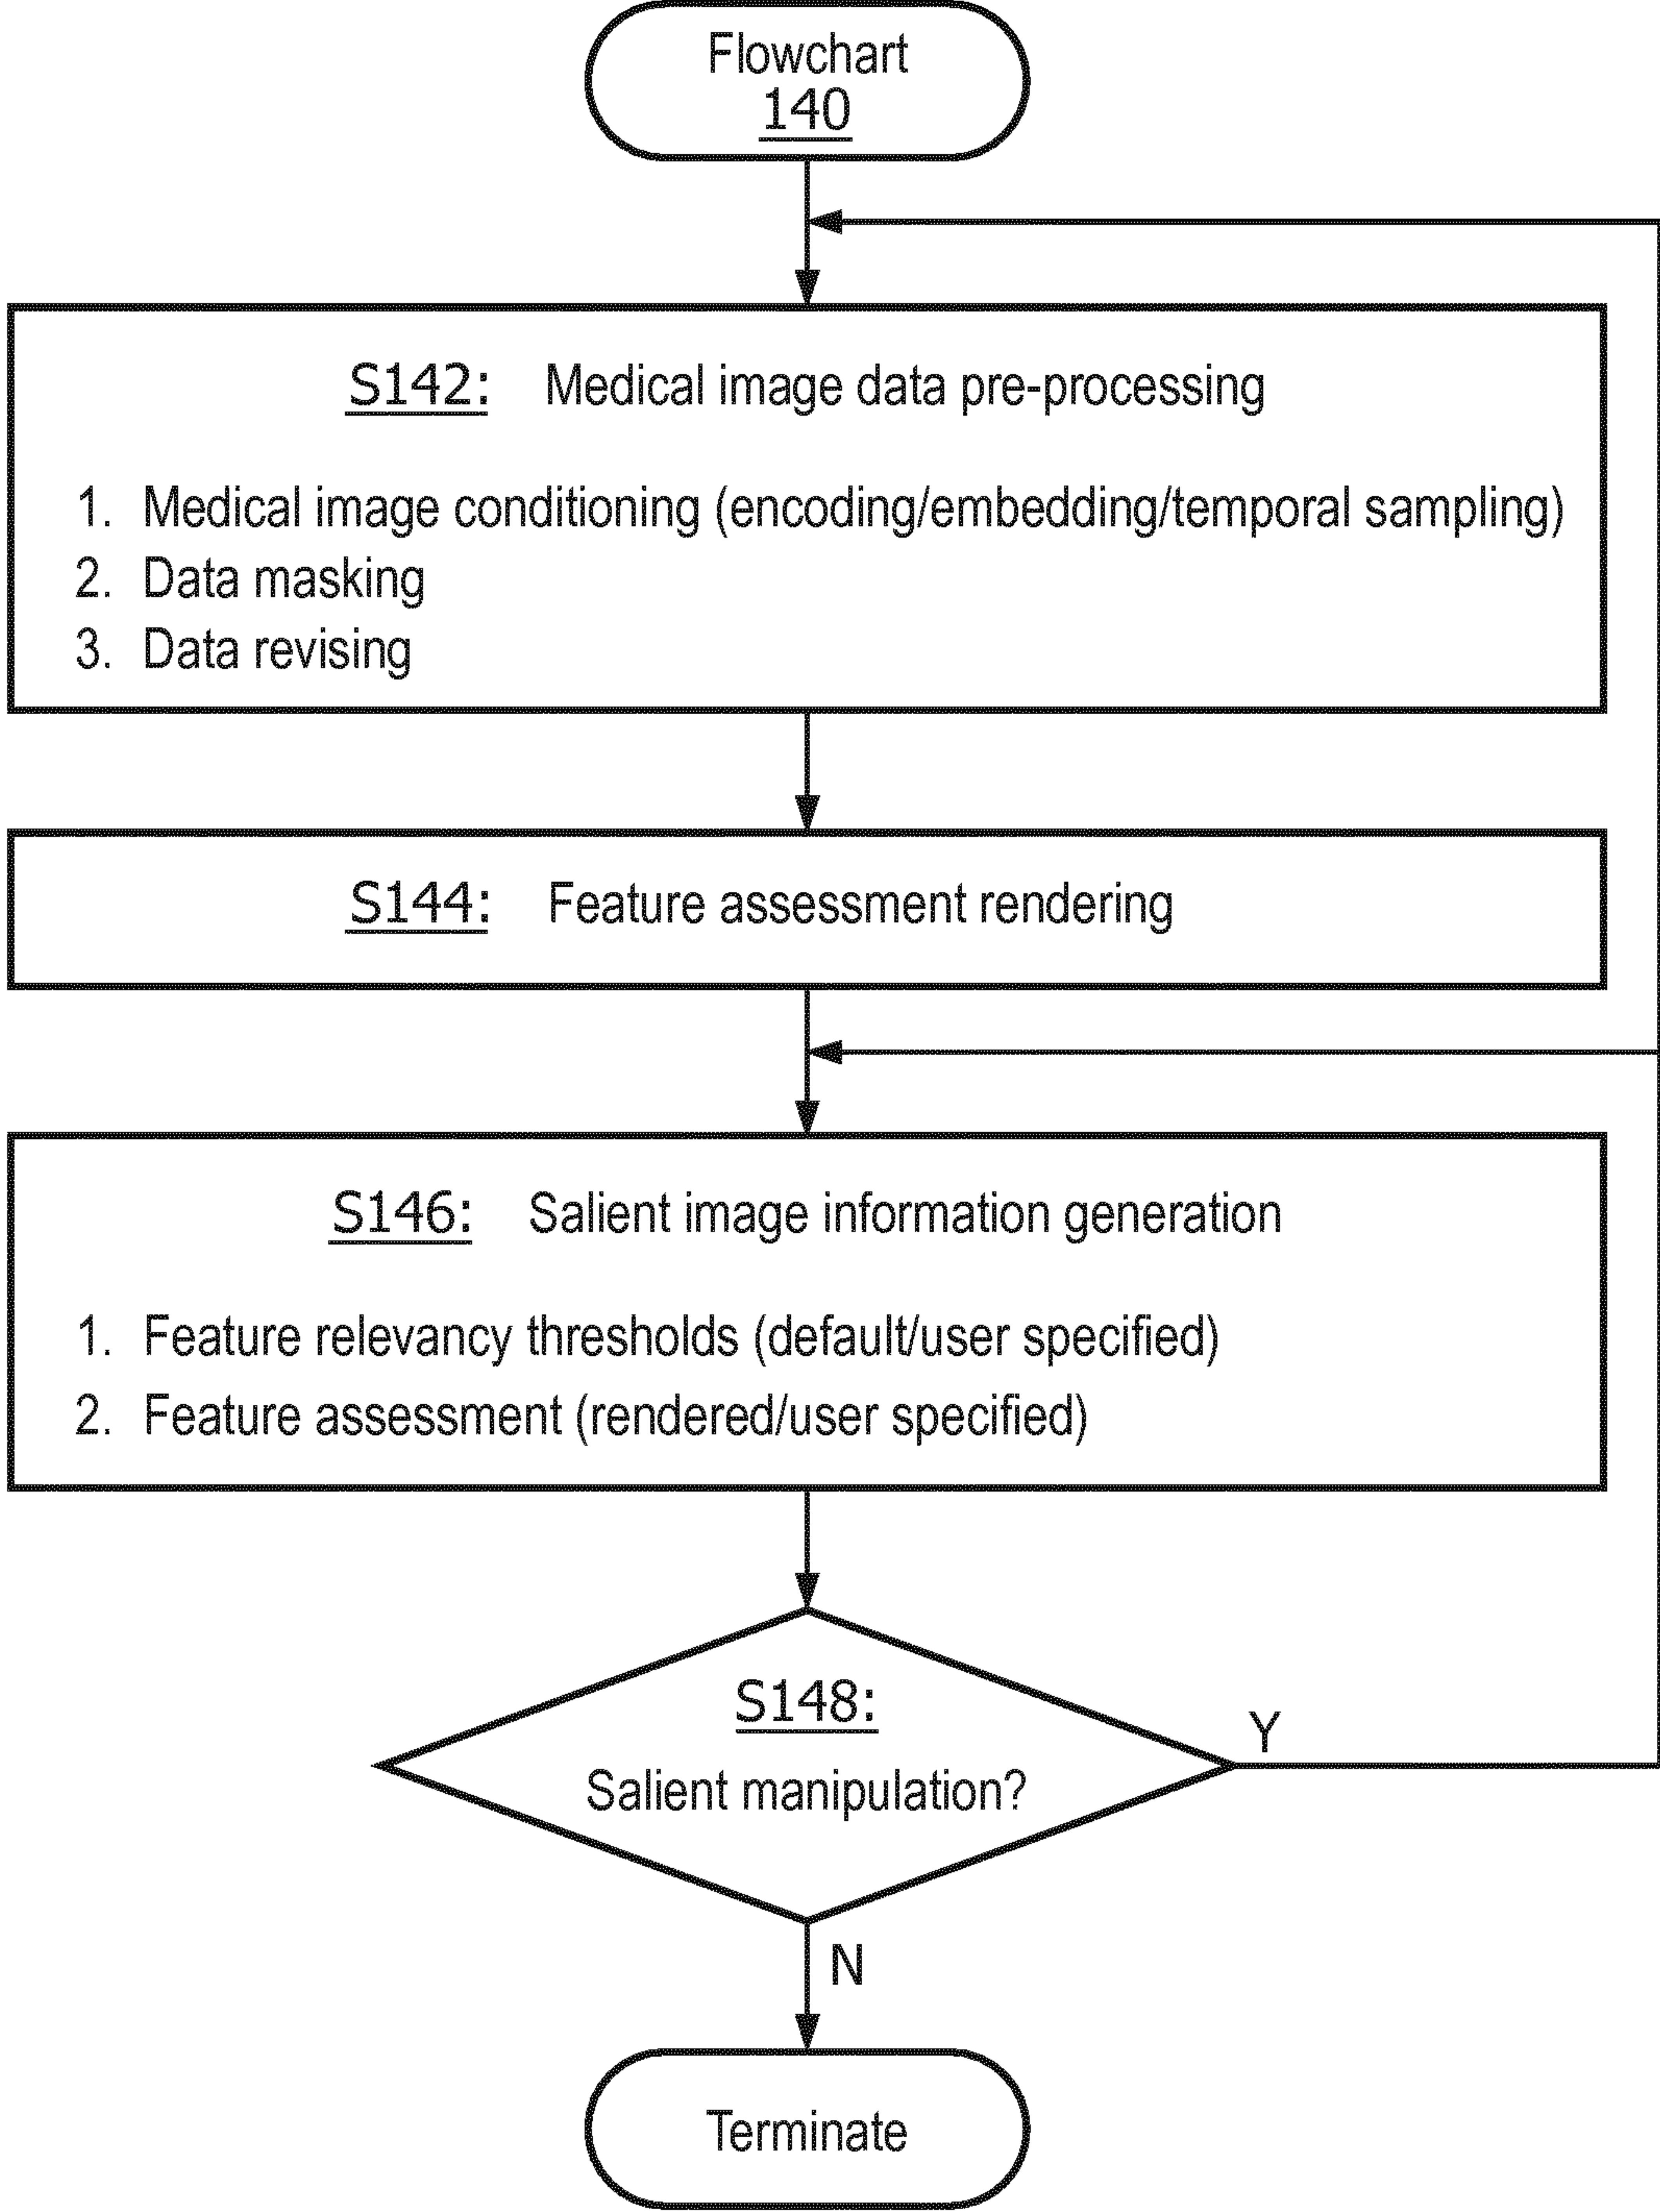 Flowchart
140
S142: Medical image data pre-processing
1. Medical image conditioning (encoding/embedding/temporal sampling)
2. Data masking
3. Data revising
S144: Feature assessment rendering
S146: Salient image information generation
1. Feature relevancy thresholds (default/user specified)
2. Feature assessment (rendered/user specified)
S148:
Y
Salient manipulation?
N
Terminate